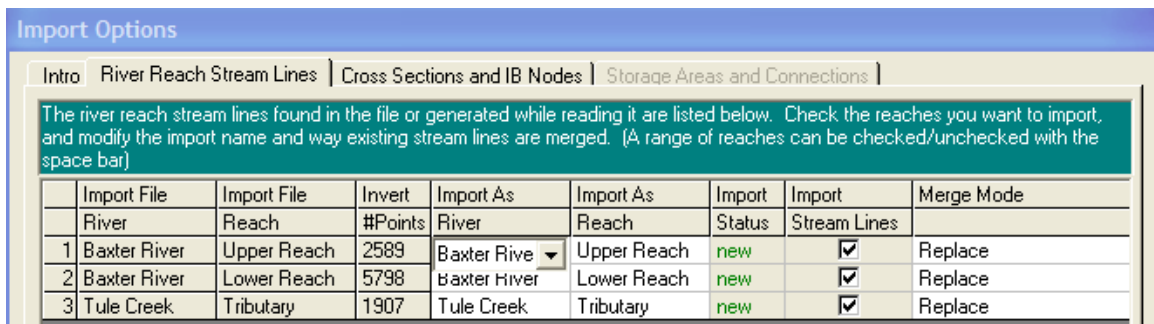 Import Options
Intro River Reach Stream Lines Cross Sections and IB Nodes Storage Areas and Connections
The river reach stream lines found in the file or generated while reading it are listed below. Check the reaches you want to import,
and modify the import name and way existing stream lines are merged. (A range of reaches can be checked/unchecked with the
space bar)
Import File Import File Invert Import As Import As Import Import Merge Mode
River Reach #Points River Reach Status Stream Lines
1 Baxter River Upper Reach 2589 Baxter Rive Upper Reach new Replace
2 Baxter River Lower Reach 5798 Baxter River Lower Reach new Replace
3 Tule Creek Tributary 1907 Tule Creek Tributary new Replace